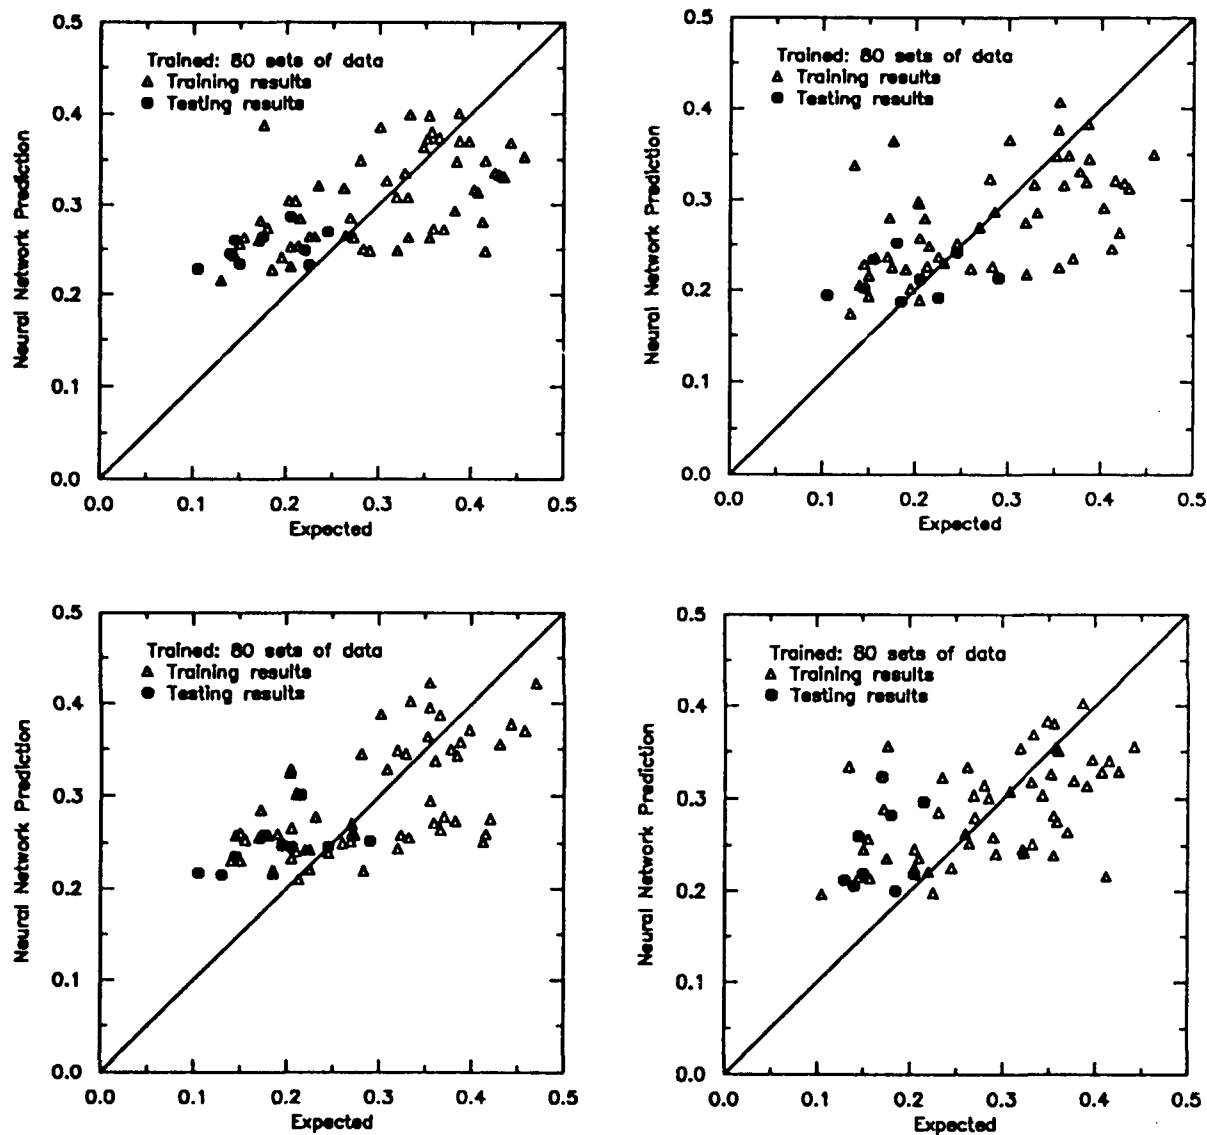 0.5
Trained: 80 sets of data
Training results
Testing results
0.4
0.3
0.2
0.1
0.0
Neural Network Prediction
0.0 0.1 0.2 0.3 0.4 0.5
Expected
0.5
Trained: 80 sets of data
Training results
Testing results
0.4
0.3
0.2
0.1
0.0
Neural Network Prediction
0.0 0.1 0.2 0.3 0.4 0.5
Expected
0.5
Trained: 80 sets of data
Training results
Testing results
0.4
0.3
0.2
0.1
0.0
Neural Network Prediction
0.0 0.1 0.2 0.3 0.4 0.5
Expected
0.5
Trained: 80 sets of data
Training results
Testing results
0.4
0.3
0.2
0.1
0.0
Neural Network Prediction
0.0 0.1 0.2 0.3 0.4 0.5
Expected